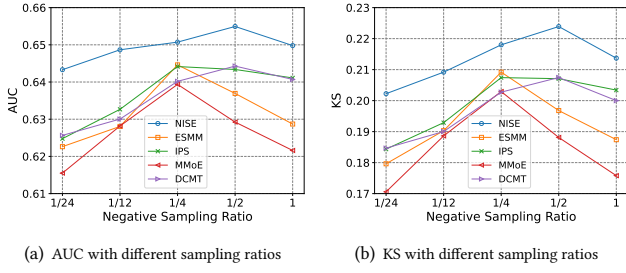 0.66
0.65
0.64
0.63
0.62
0.61
AUC
NISE
ESMM
IPS
MMoE
DCMT
1/24 1/12 1/4 1/2 1
Negative Sampling Ratio
(a) AUC with different sampling ratios
0.23
0.22
0.21
0.20
0.19
0.18
0.17
KS
NISE
ESMM
IPS
MMoE
DCMT
1/24 1/12 1/4 1/2 1
Negative Sampling Ratio
(b) KS with different sampling ratios